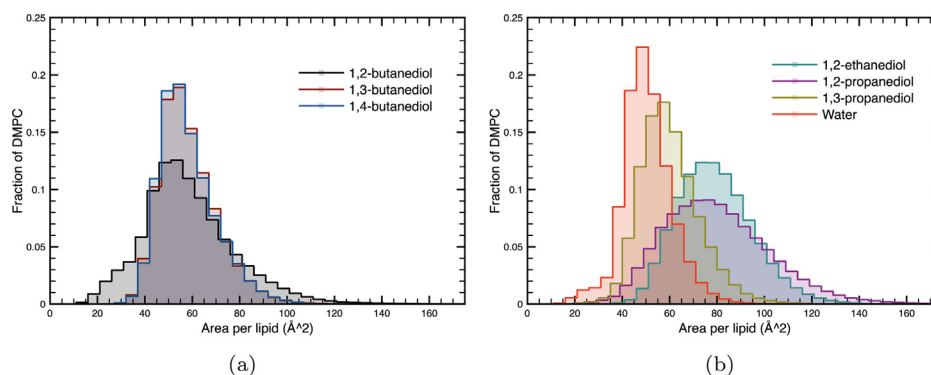 0.25
0.2
0.15
0.1
0.05
0
Fraction of DMPC
1,2-butanediol
1,3-butanediol
1,4-butanediol
0 20 40 60 80 100 120 140 160
Area per lipid (Å^2)
(a)
0.25
0.2
0.15
0.1
0.05
0
Fraction of DMPC
1,2-ethanediol
1,2-propanediol
1,3-propanediol
Water
0 20 40 60 80 100 120 140 160
Area per lipid (Å^2)
(b)